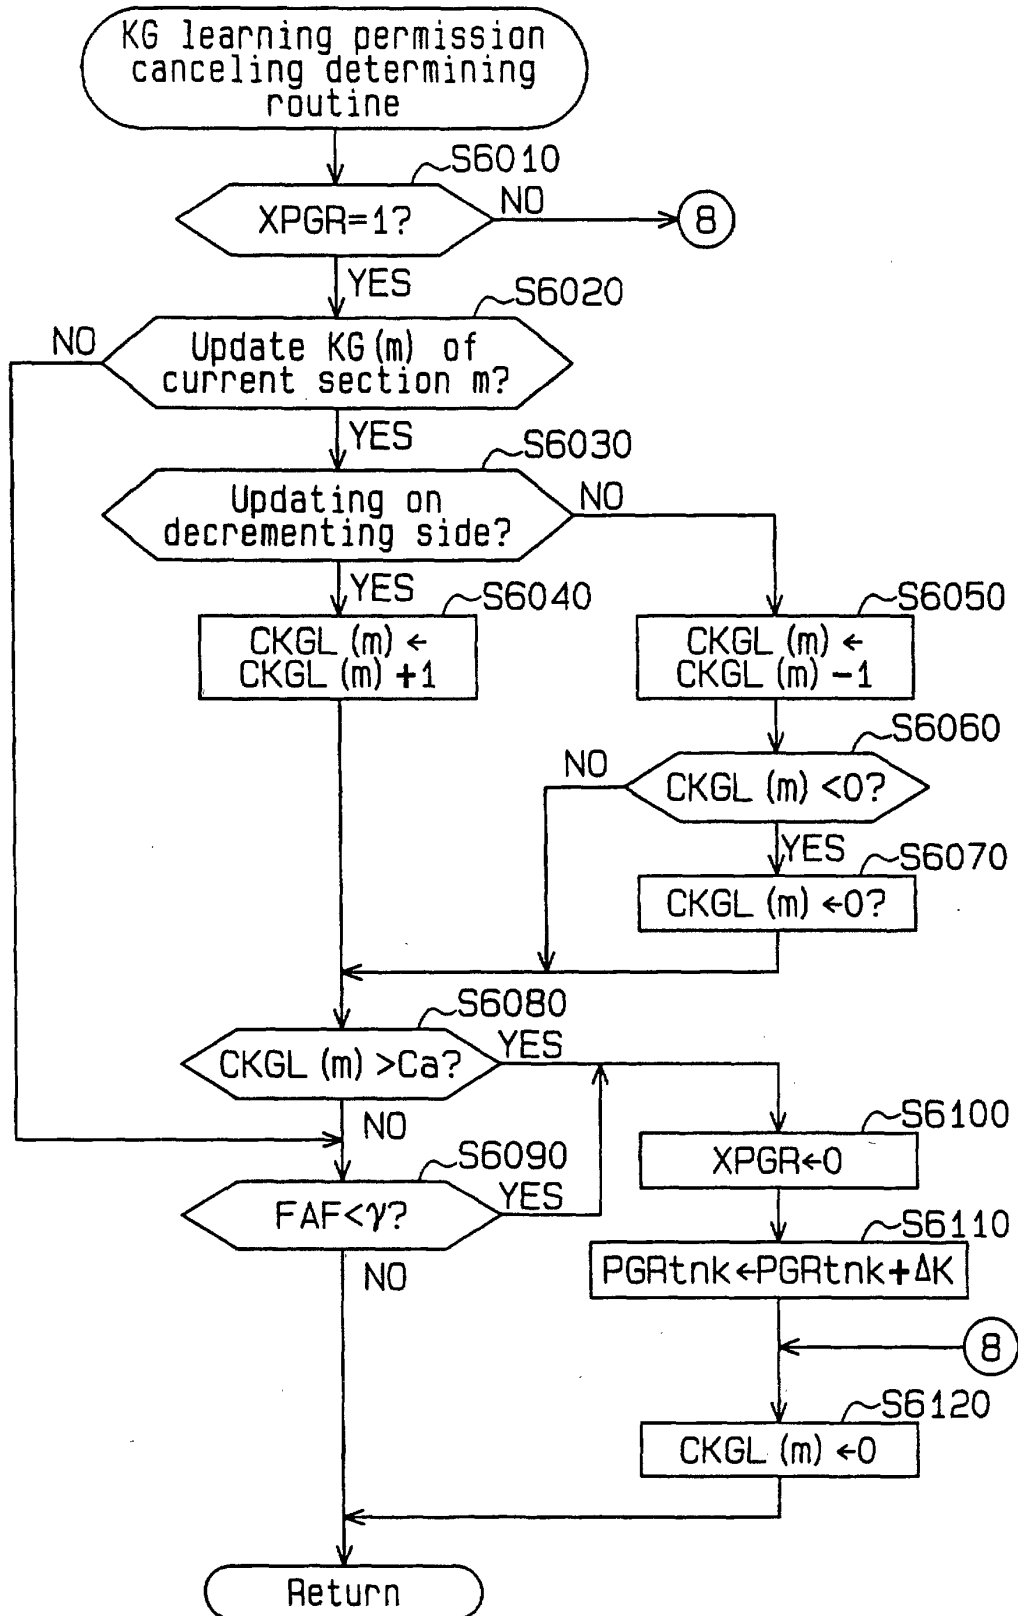 KG learning permission
canceling determining
routine
S6010
XPGR=1?
NO
8
YES
S6020
NO
Update KG(m) of
current section m?
YES
S6030
Updating on
decrementing side?
NO
YES
S6040
CKGL(m)←
CKGL(m)+1
S6050
CKGL(m)←
CKGL(m)−1
S6060
NO
CKGL(m)<0?
YES
S6070
CKGL(m)←0?
S6080
CKGL(m)>Ca?
YES
NO
S6100
XPGR←0
S6090
FAF<γ?
YES
NO
S6110
PGRtnk←PGRtnk+ΔK
8
S6120
CKGL(m)←0
Return